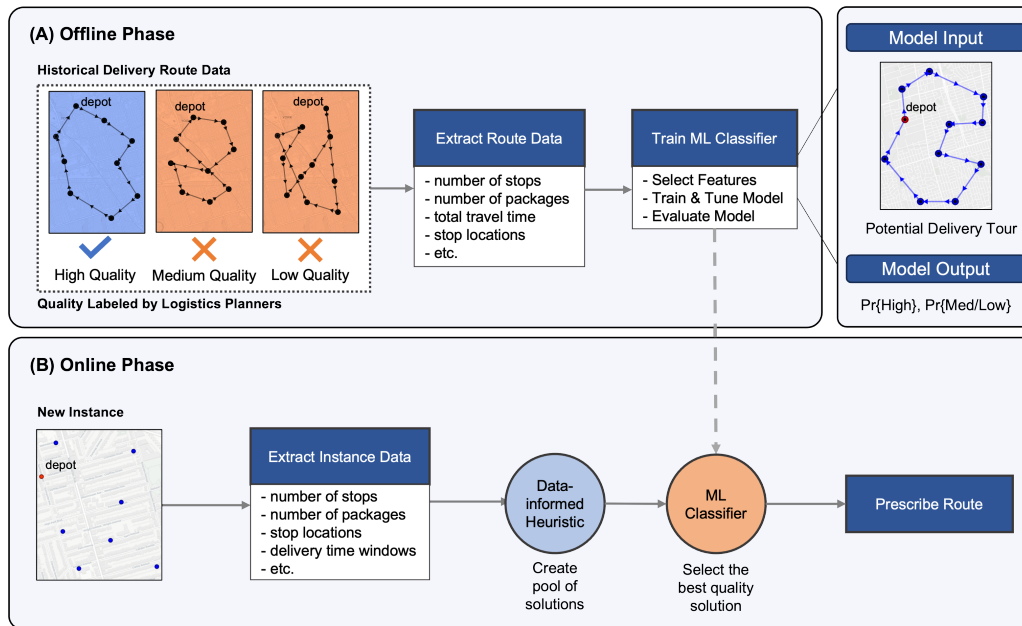 (A) Offline Phase
Historical Delivery Route Data
depot
depot
depot
High Quality
Medium Quality
Low Quality
Quality Labeled by Logistics Planners
Extract Route Data
- number of stops
- number of packages
- total travel time
- stop locations
- etc.
Train ML Classifier
- Select Features
- Train & Tune Model
- Evaluate Model
Model Input
depot
Potential Delivery Tour
Model Output
Pr{High}, Pr{Med/Low}
(B) Online Phase
New Instance
depot
Extract Instance Data
- number of stops
- number of packages
- stop locations
- delivery time windows
- etc.
Data-
informed
Heuristic
Create
pool of
solutions
ML
Classifier
Select the
best quality
solution
Prescribe Route